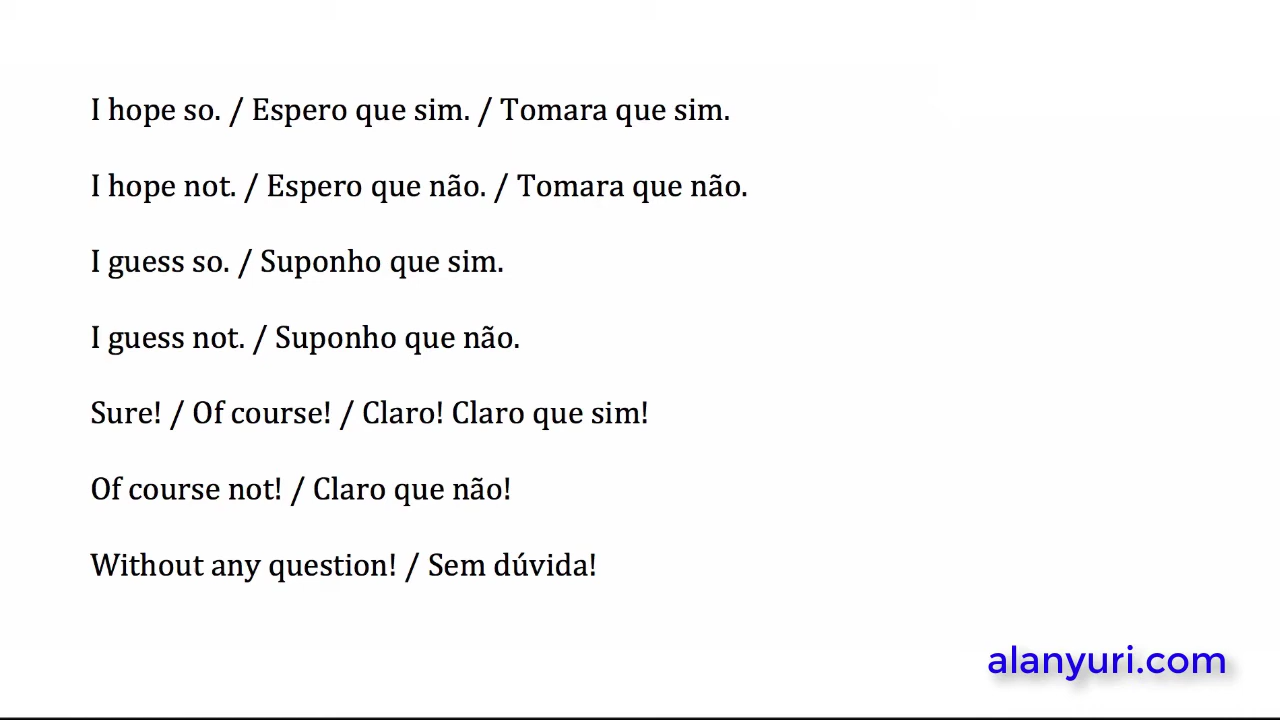 I hope so. / Espero que sim. / Tomara que sim.
I hope not. / Espero que não. / Tomara que não.
I guess so. / Suponho que sim.
I guess not. / Suponho que não.
Sure! / Of course! / Claro! Claro que sim!
Of course not! / Claro que não!
Without any question! / Sem dúvida!
alanyuri.com